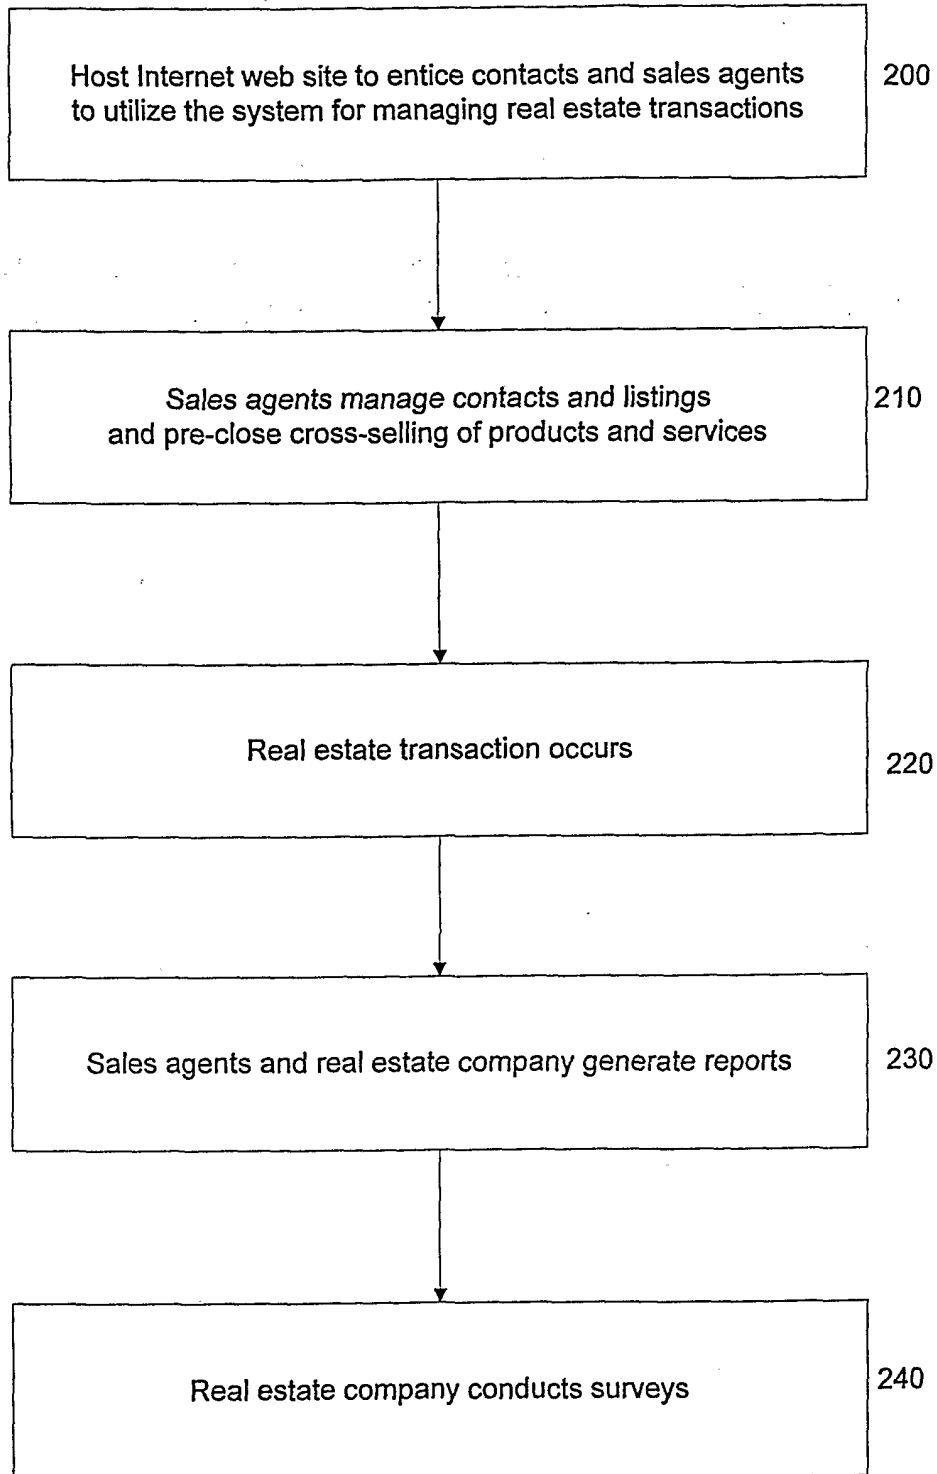 Host Internet web site to entice contacts and sales agents
to utilize the system for managing real estate transactions
200
Sales agents manage contacts and listings
and pre-close cross-selling of products and services
210
Real estate transaction occurs
220
Sales agents and real estate company generate reports
230
Real estate company conducts surveys
240